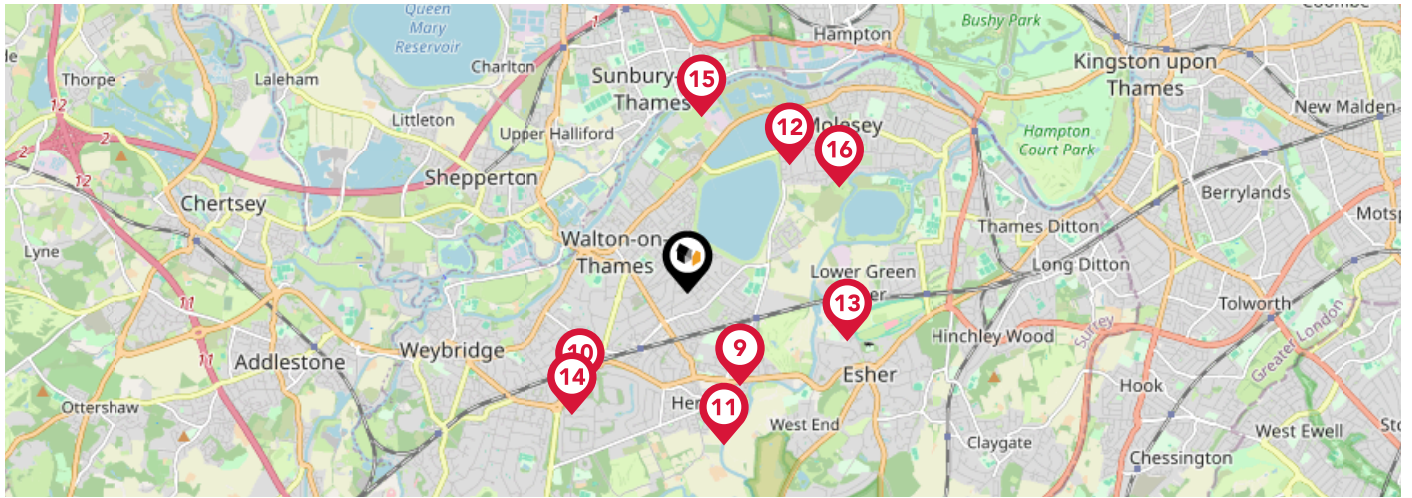 Queen
Mary
Reservoir
Hampton
Bushy Park
Thorpe
Laleham
Charlton
Sunbury-
Thames
15
Kingston upon
Thames
New Malden
1
12
2
2
12
Littleton
Upper Halliford
12
Molesey
16
Hampton
Court Park
Shepperton
Chertsey
Berrylands
Motsp
Lyne
Walton-on-
Thames
Thames Ditton
Lower Green
Long Ditton
13
11
11
Tolworth
Surrey
Greater London
Hinchley Wood
Addlestone
Weybridge
10
14
9
Esher
Hook
Ottershaw
Her
11
West End
Claygate
West Ewell
Chessington